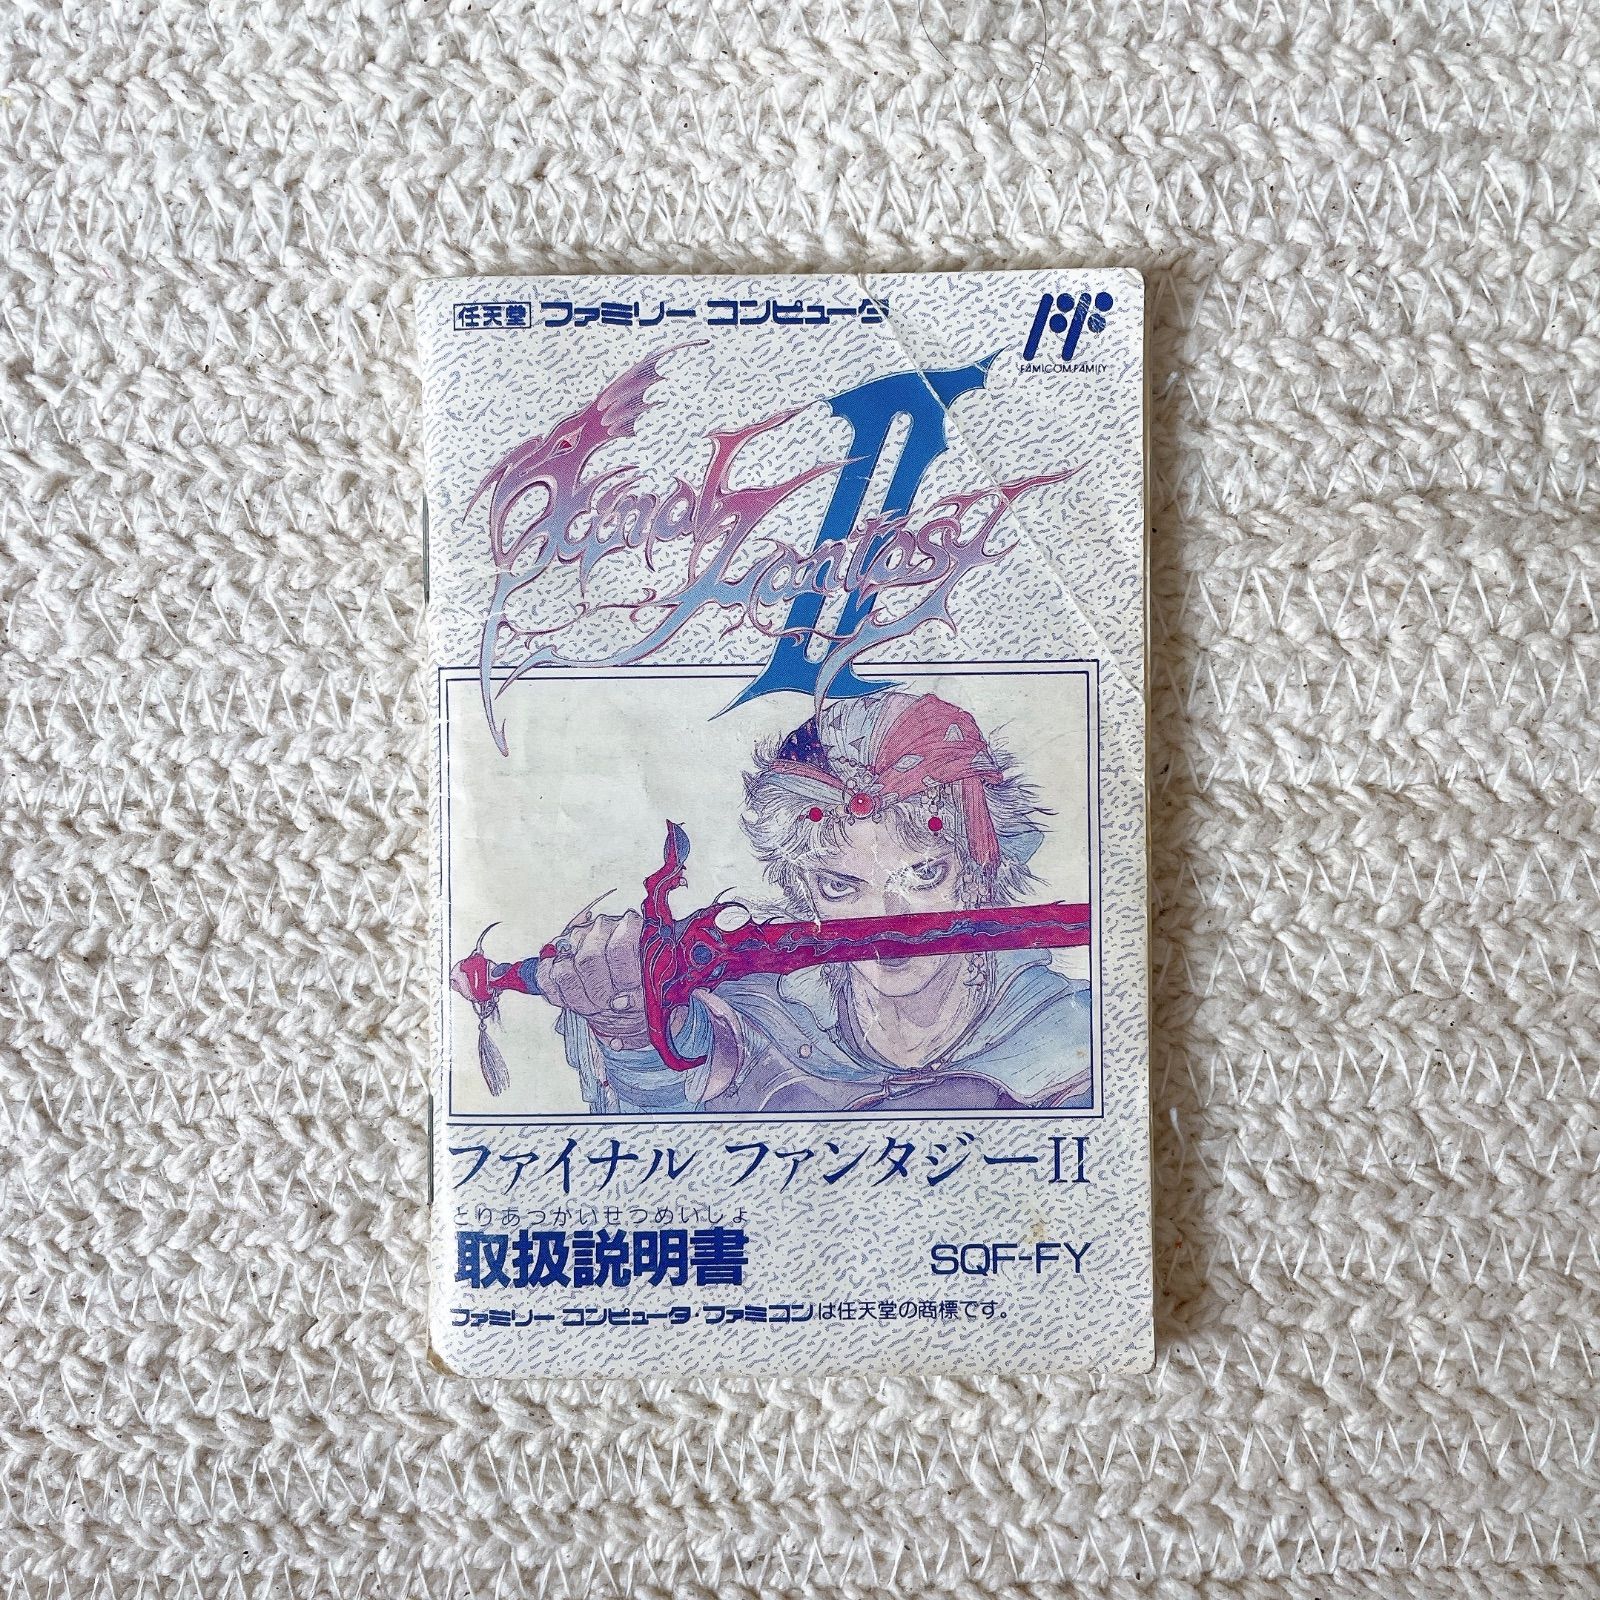 任天堂 ファミリー コンピュータ
FAMICOM FAMILY
Final Fantasy II
ファイナル ファンタジーII
とりあつかいせつめいしょ
取扱説明書
SQF-FY
ファミリー コンピュータ・ファミコンは任天堂の商標です。